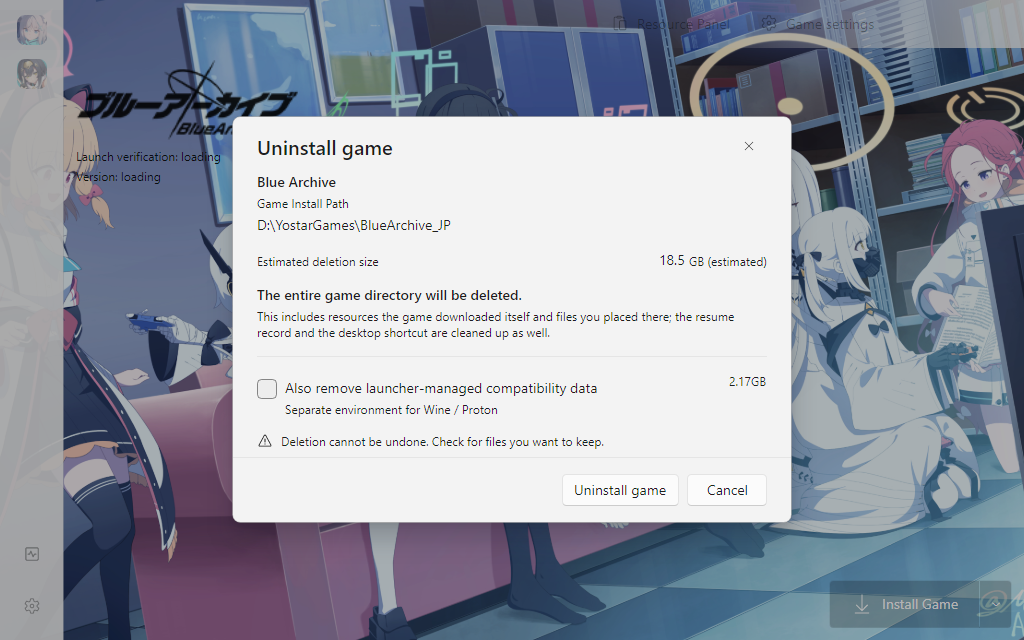 Resource Panel
Game settings
ブルーアーカイブ
BlueAr
Launch verification: loading
Version: loading
Uninstall game
Blue Archive
Game Install Path
D:\YostarGames\BlueArchive_JP
Estimated deletion size
18.5 GB (estimated)
The entire game directory will be deleted.
This includes resources the game downloaded itself and files you placed there; the resume
record and the desktop shortcut are cleaned up as well.
Also remove launcher-managed compatibility data
2.17GB
Separate environment for Wine / Proton
Deletion cannot be undone. Check for files you want to keep.
Uninstall game
Cancel
Install Game